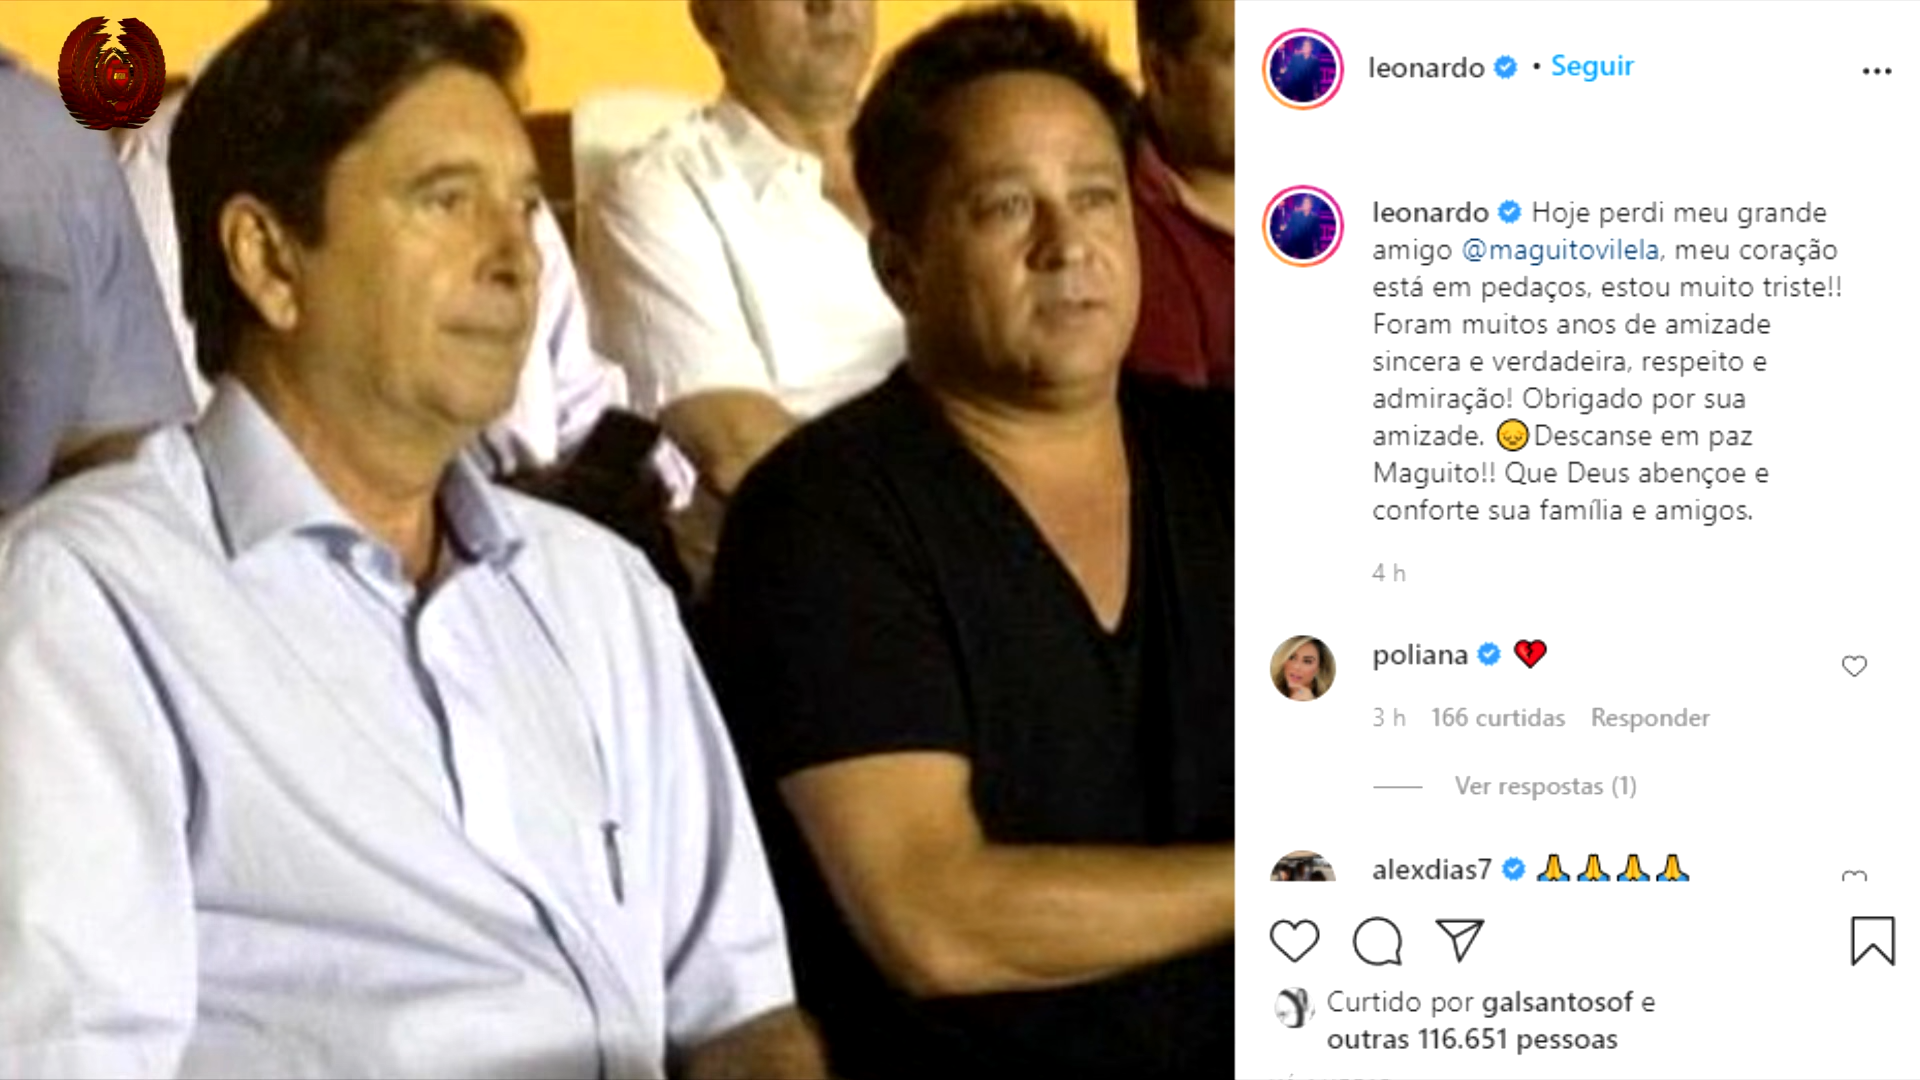 leonardo • Seguir
leonardo Hoje perdi meu grande
amigo @maguitovilela, meu coração
está em pedaços, estou muito triste!!
Foram muitos anos de amizade
sincera e verdadeira, respeito e
admiração! Obrigado por sua
amizade. 😞Descanse em paz
Maguito!! Que Deus abençoe e
conforte sua família e amigos.
4 h
poliana 💔
3 h 166 curtidas Responder
Ver respostas (1)
alexdias7 🙏🙏🙏🙏
Curtido por galsantosof e
outras 116.651 pessoas